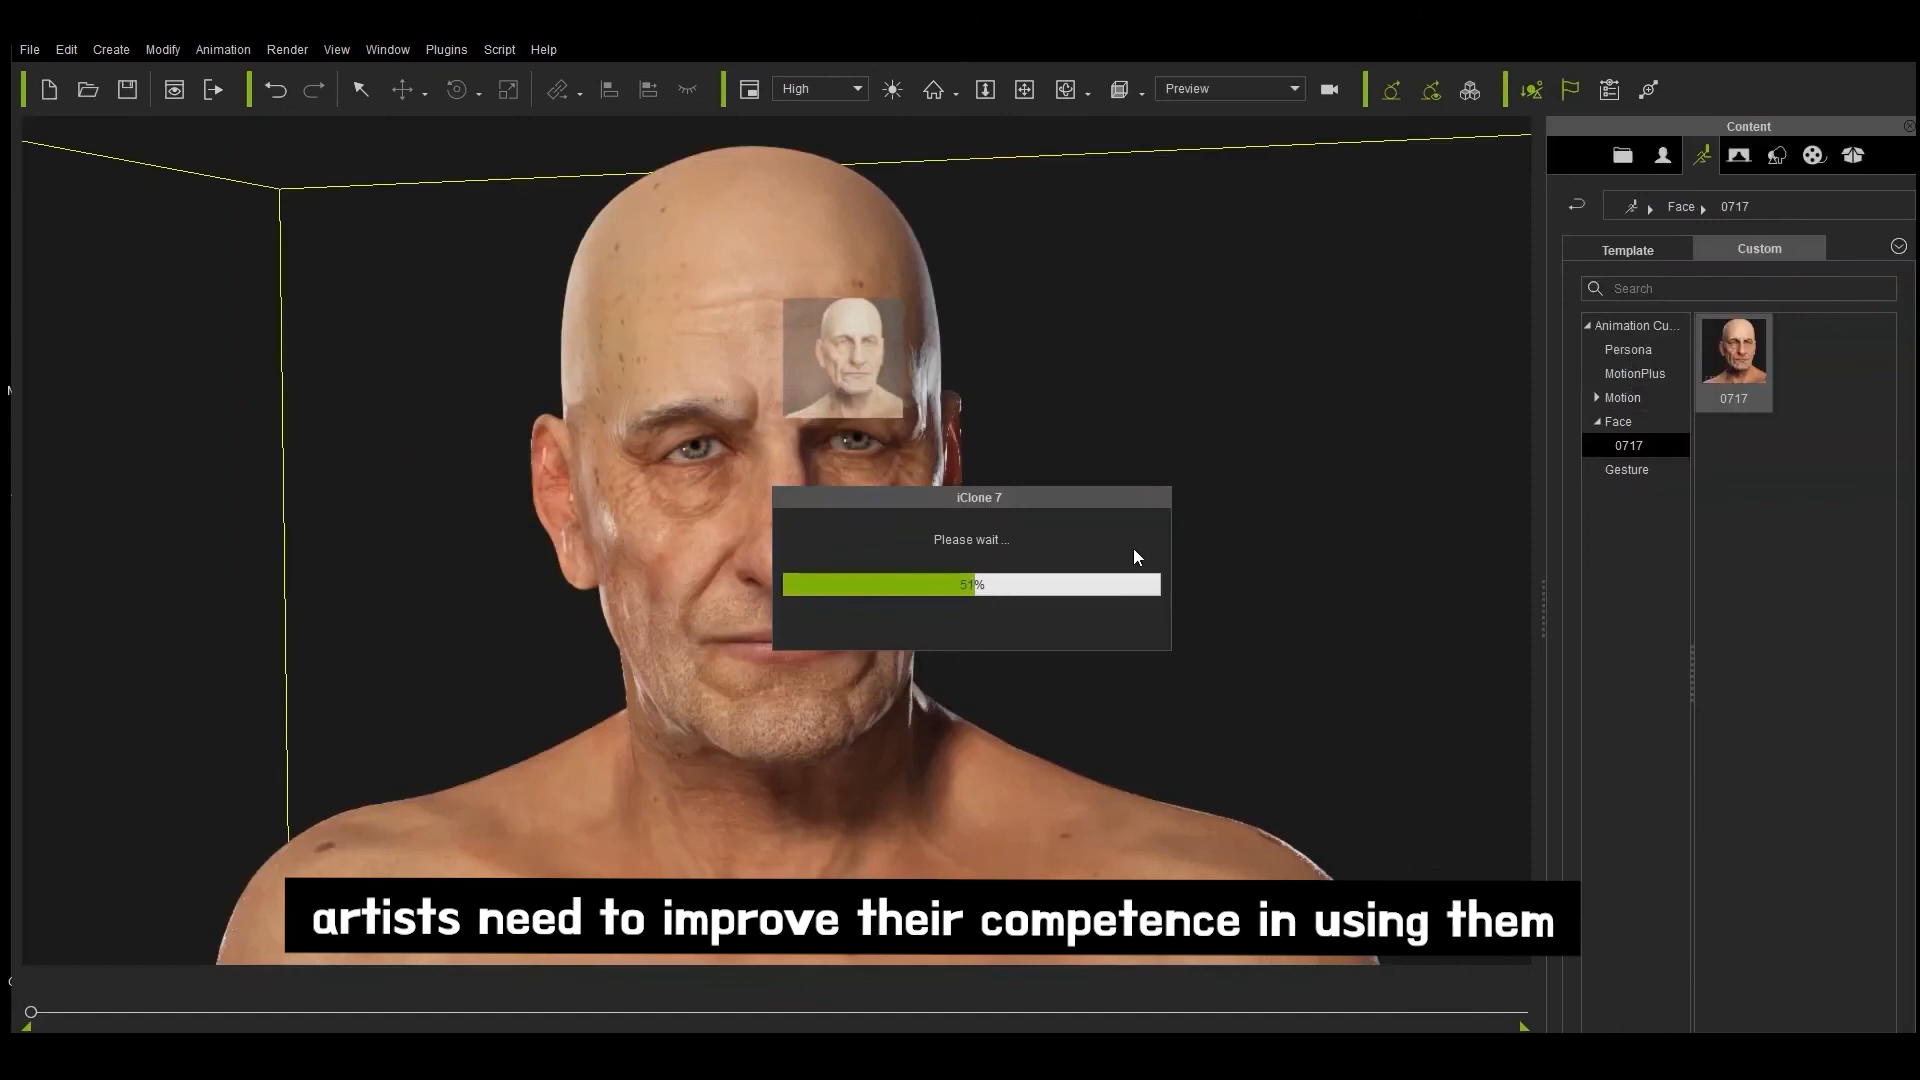 File Edit Create Modify Animation Render View Window Plugins Script Help
High
Preview
Content
Face 0717
Template
Custom
Search
Animation Cu...
Persona
MotionPlus
Motion
Face
0717
Gesture
0717
iClone 7
Please wait ...
51%
artists need to improve their competence in using them